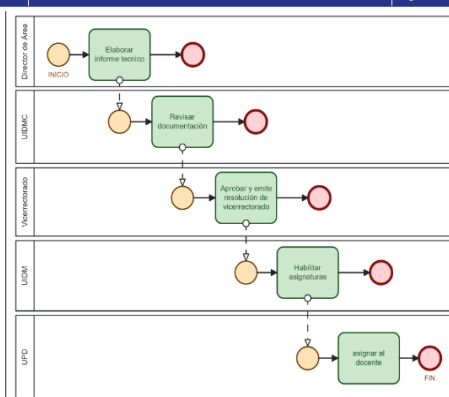 Director de Área
Elaborar
informe tecnico
INICIO
UIDMC
Revisar
documentación
Vicerrectorado
Aprobar y emite
resolución de
vicerrectorado
UIDM
Habilitar
asignaturas
UPD
asignar al
docente
FIN